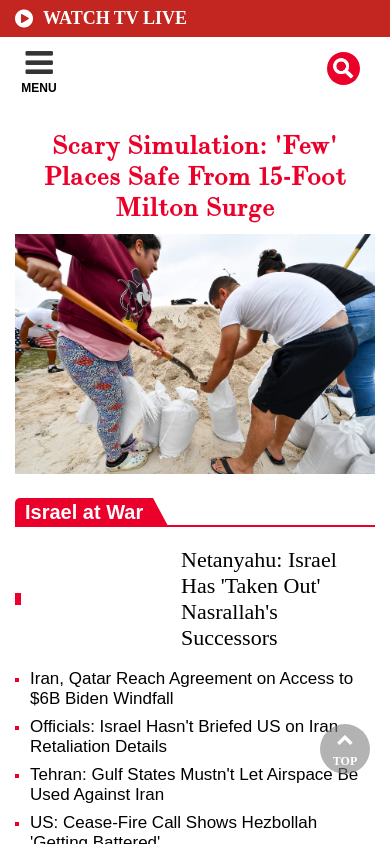 WATCH TV LIVE
MENU
Scary Simulation: 'Few'
Places Safe From 15-Foot
Milton Surge
Israel at War
Netanyahu: Israel
Has 'Taken Out'
Nasrallah's
Successors
Iran, Qatar Reach Agreement on Access to
$6B Biden Windfall
Officials: Israel Hasn't Briefed US on Iran
Retaliation Details
TOP
Tehran: Gulf States Mustn't Let Airspace Be
Used Against Iran
US: Cease-Fire Call Shows Hezbollah
'Getting Battered'